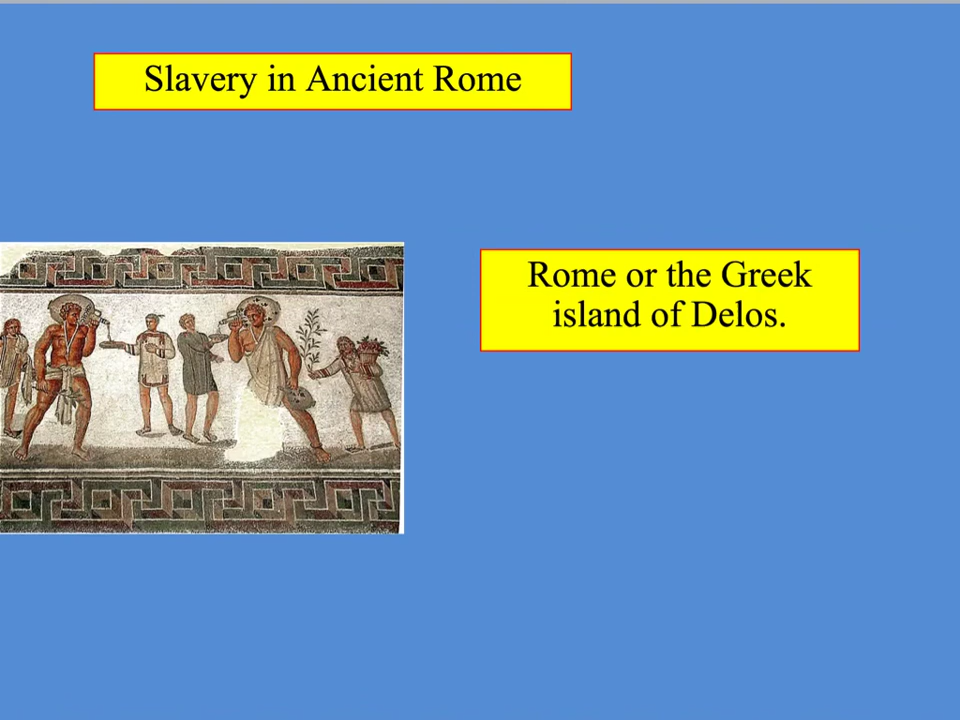 Slavery in Ancient Rome
Rome or the Greek
island of Delos.